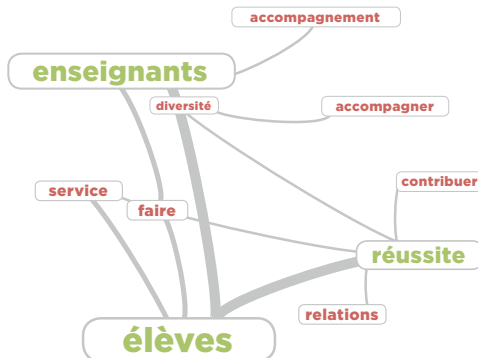 accompagnement
enseignants
diversité
accompagner
contribuer
service
faire
réussite
relations
élèves